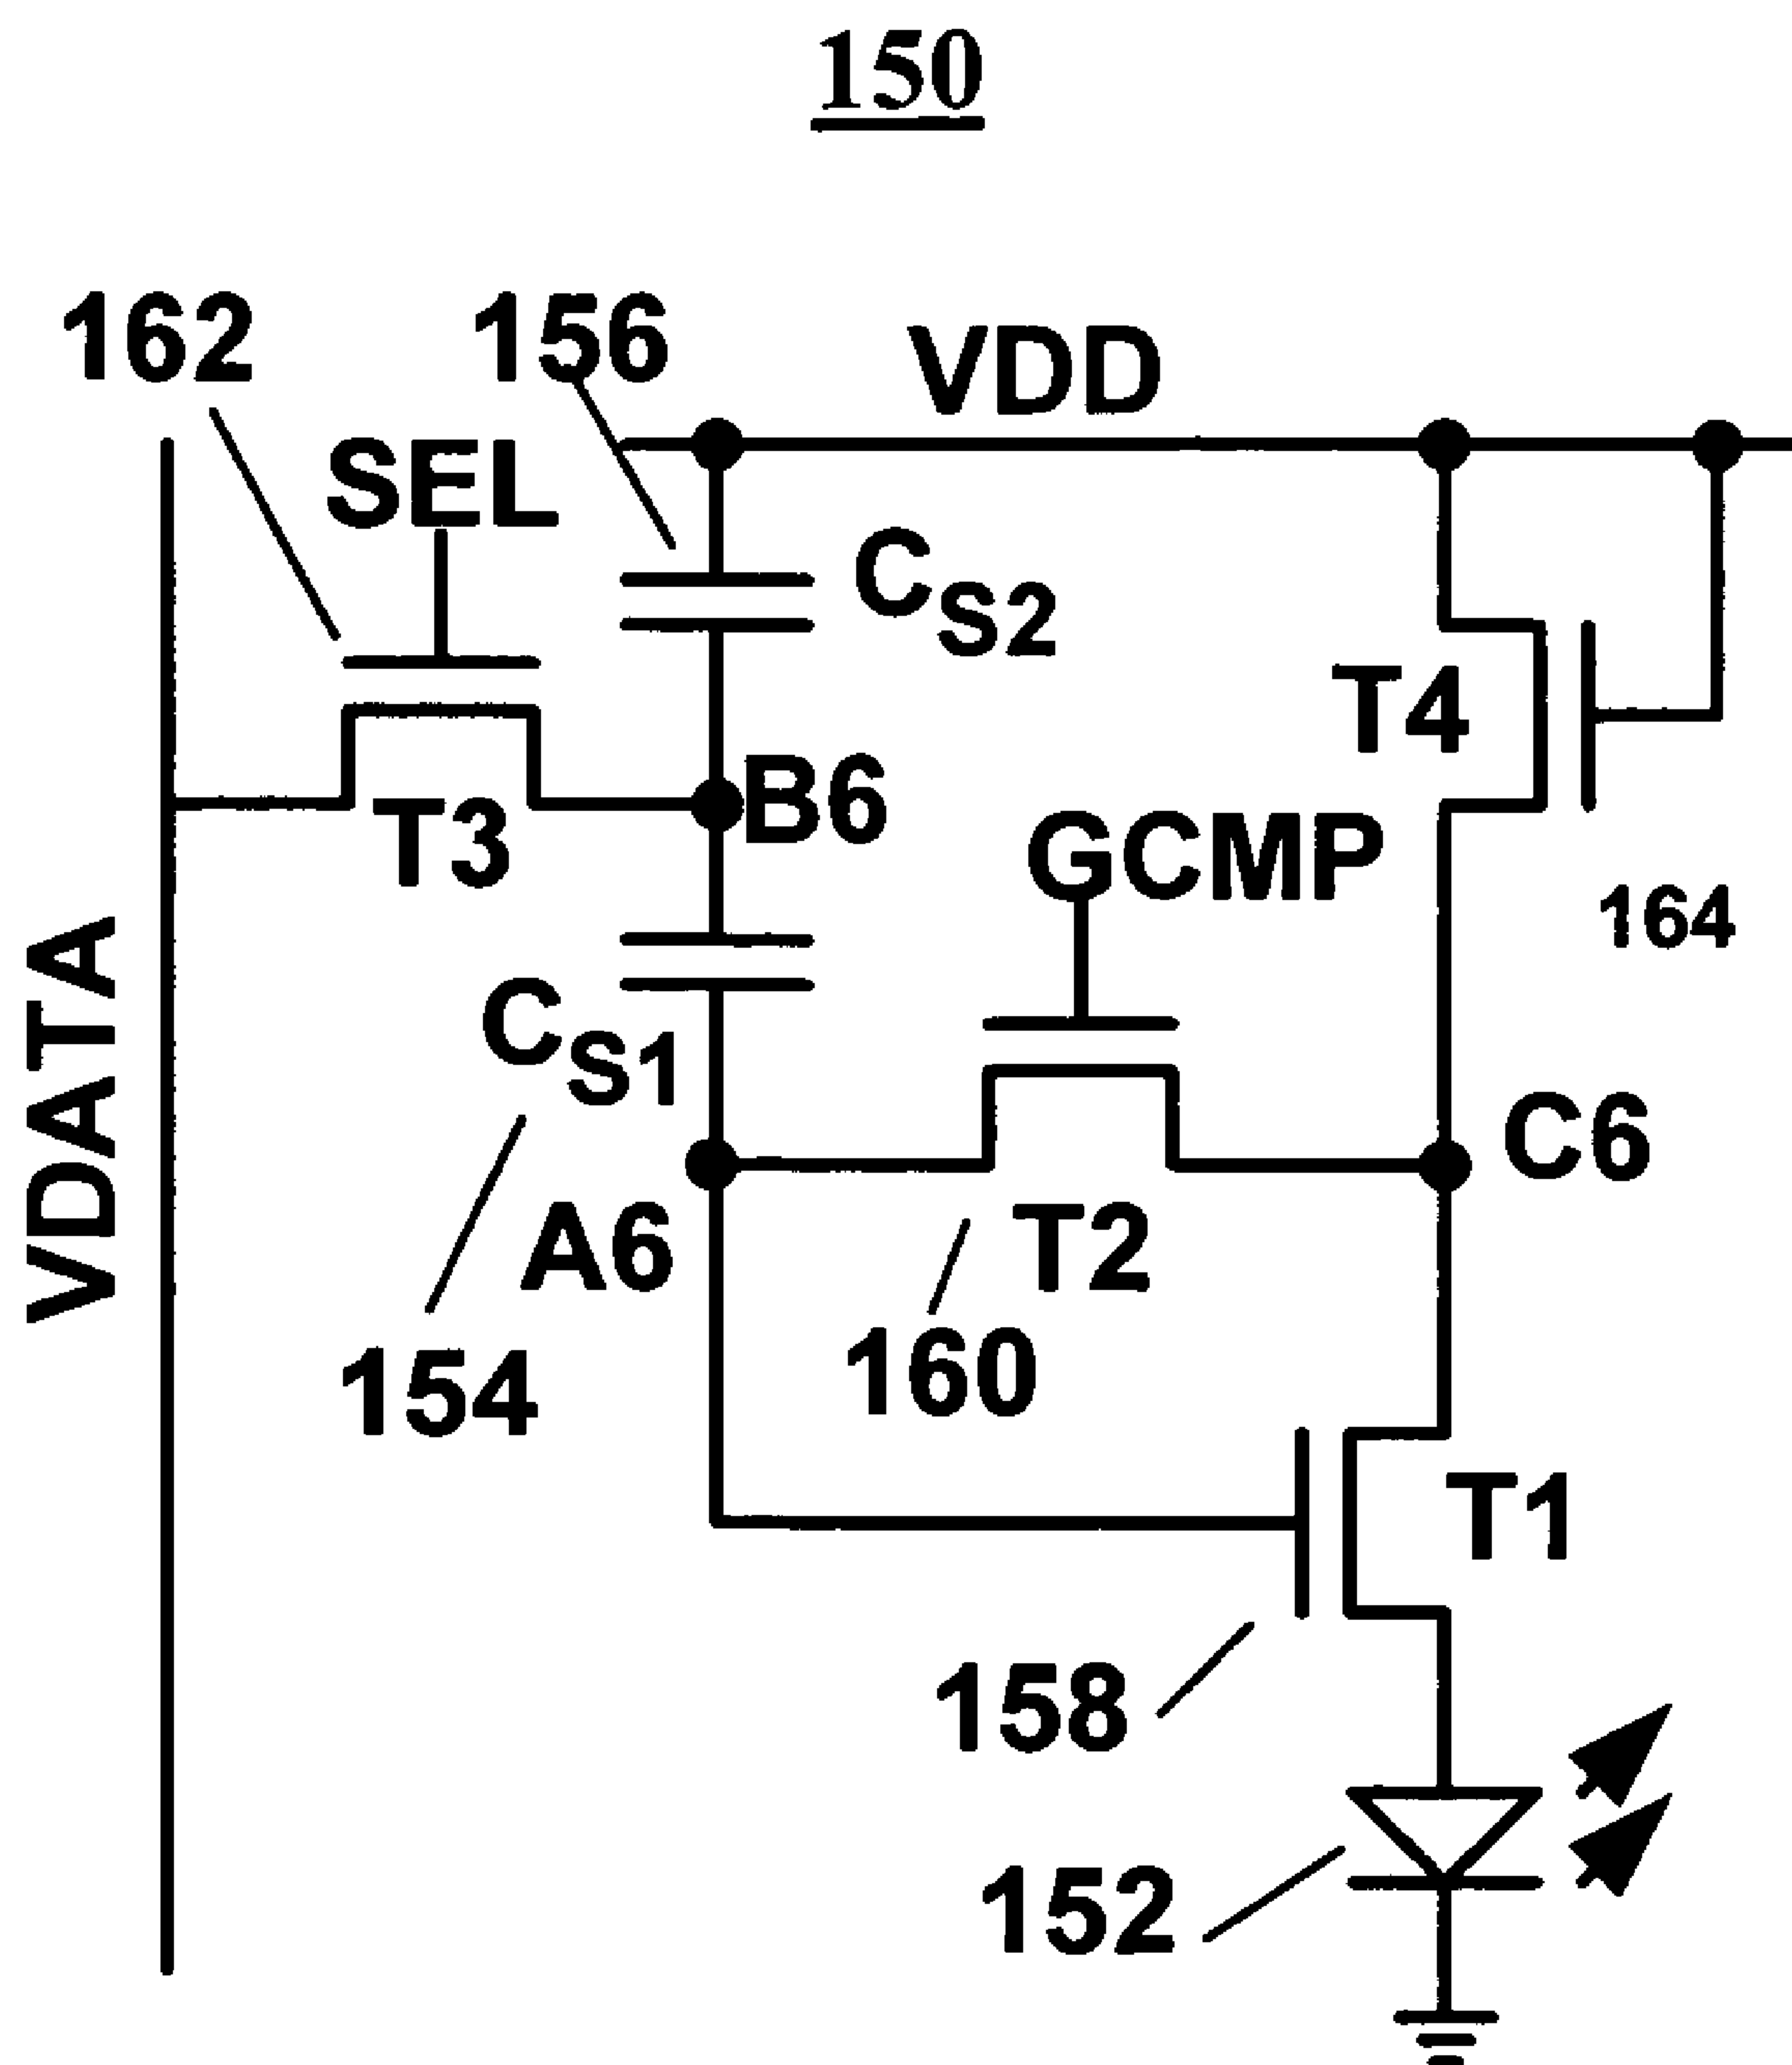 150
162
156
VDD
SEL
CS2
T4
B6
T3
GCMP
164
VDATA
CS1
C6
A6
T2
154
160
T1
158
152